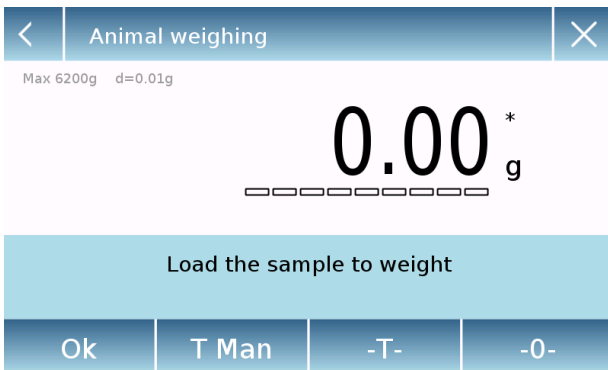 Animal weighing
Max 6200g d=0.01g
0.00 * g
Load the sample to weight
Ok T Man -T- -0-